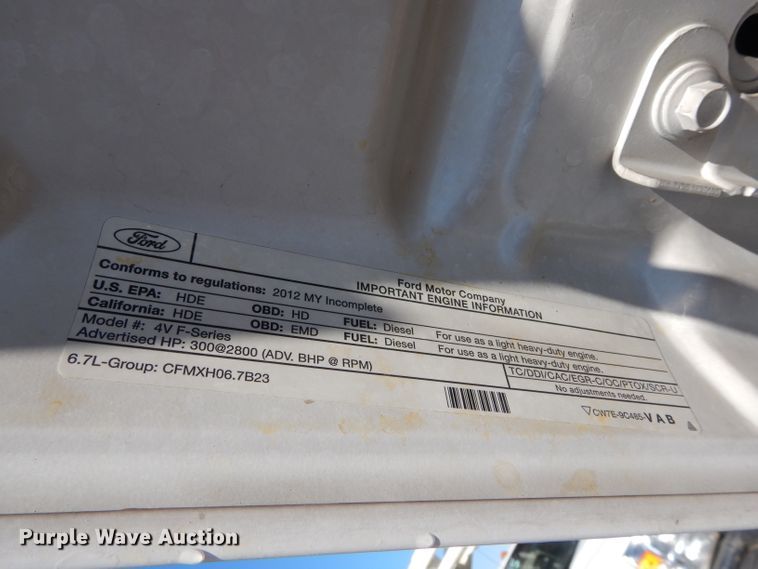 Ford
Ford Motor Company
IMPORTANT ENGINE INFORMATION
Conforms to regulations: 2012 MY Incomplete
U.S. EPA: HDE OBD: HD FUEL: Diesel For use as a light heavy-duty engine.
California: HDE OBD: EMD FUEL: Diesel For use as a light heavy-duty engine.
Model #: 4V F-Series
TC/DDI/CAC/EGR-C/OC/PTOX/SCR-U
Advertised HP: 300@2800 (ADV. BHP @ RPM) No adjustments needed.
6.7L-Group: CFMXH06.7B23
CW7E-9C485-VAB
Purple Wave Auction